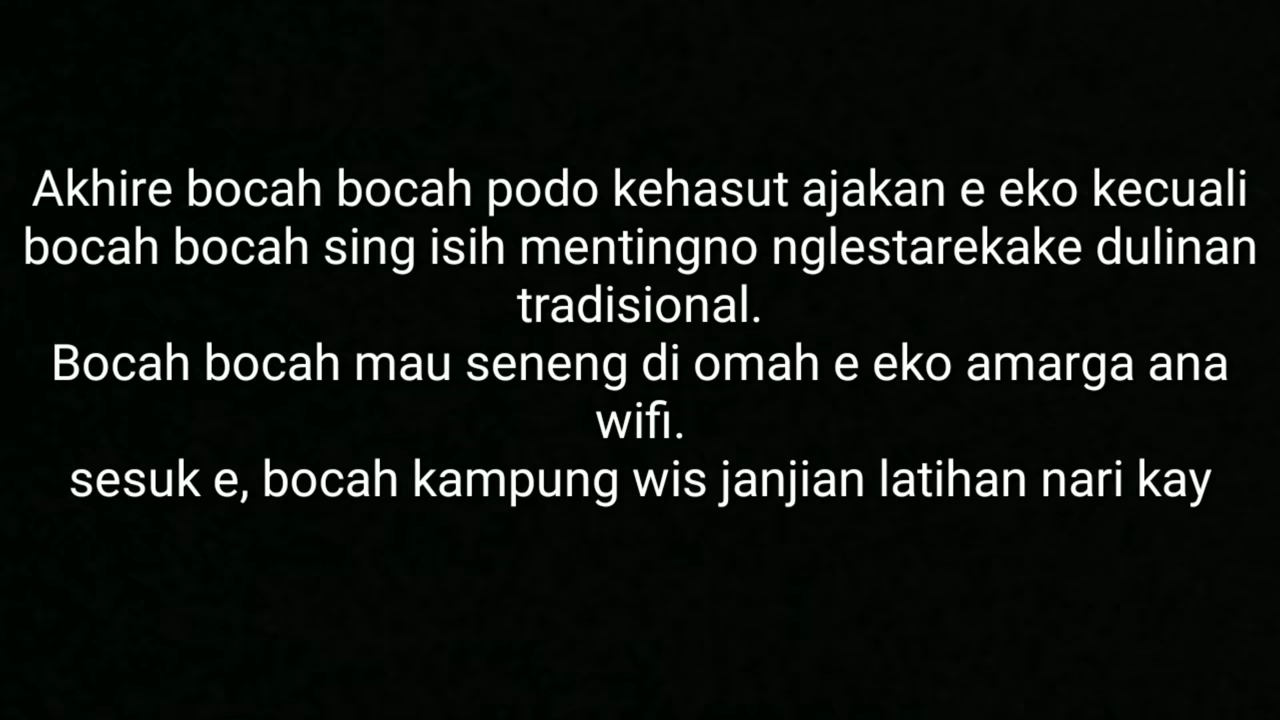 Akhire bocah bocah podo kehasut ajakan e eko kecuali
bocah bocah sing isih mentingno nglestarekake dulinan
tradisional.
Bocah bocah mau seneng di omah e eko amarga ana
wifi.
sesuk e, bocah kampung wis janjian latihan nari kay